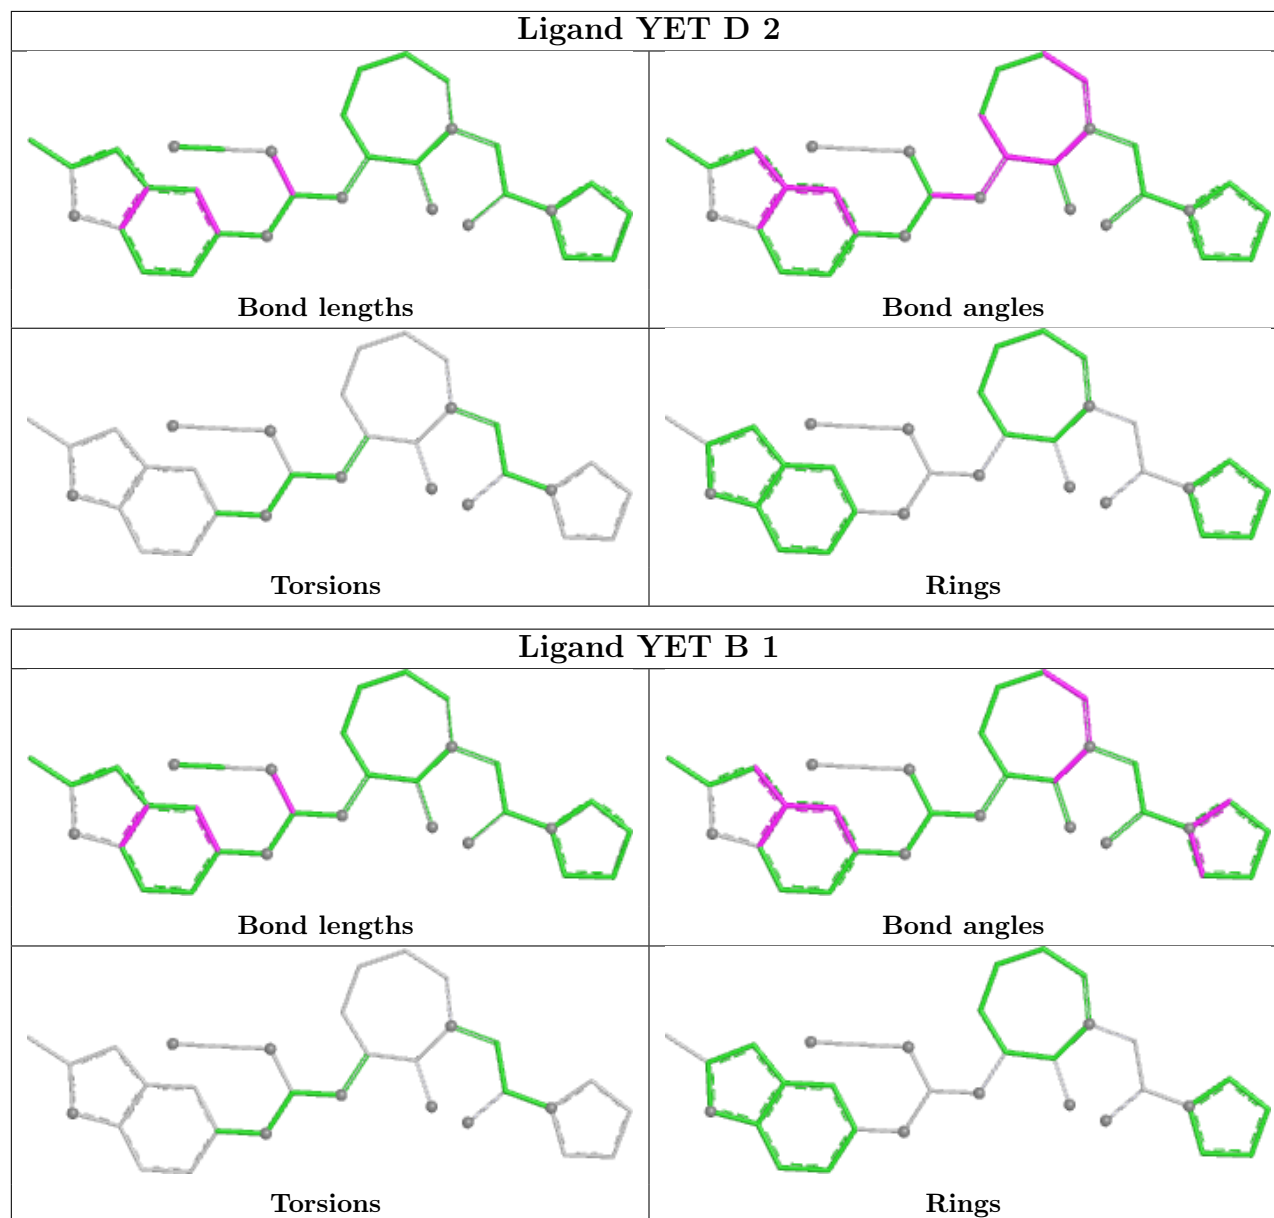 Ligand YET D 2
Bond lengths
Bond angles
Torsions
Rings
Ligand YET B 1
Bond lengths
Bond angles
Torsions
Rings